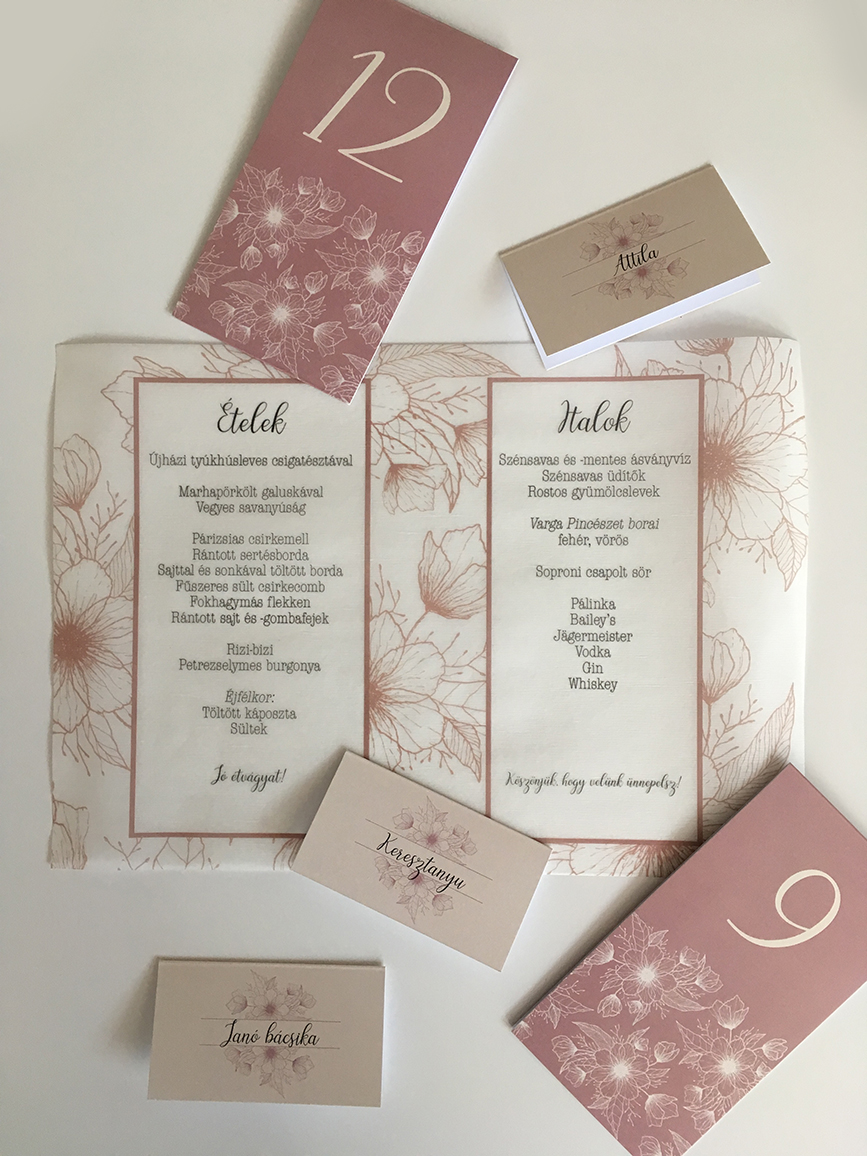 12
Attila
Ételek
Újházi tyúkhúsleves csigatésztával
Marhapörkölt galuskával
Vegyes savanyúság
Párizsias csirkemell
Rántott sertésborda
Sajttal és sonkával töltött borda
Fűszeres sült csirkecomb
Fokhagymás flekken
Rántott sajt és -gombafejek
Rizi-bizi
Petrezselymes burgonya
Éjfélkor:
Töltött káposzta
Sültek
Jó étvágyat!
Italok
Szénsavas és -mentes ásványvíz
Szénsavas üdítők
Rostos gyümölcslevek
Varga Pincészet borai
fehér, vörös
Soproni csapolt sör
Pálinka
Bailey's
Jägermeister
Vodka
Gin
Whiskey
Köszönjük, hogy velünk ünnepelsz!
Keresztanyu
9
Janó bácsika